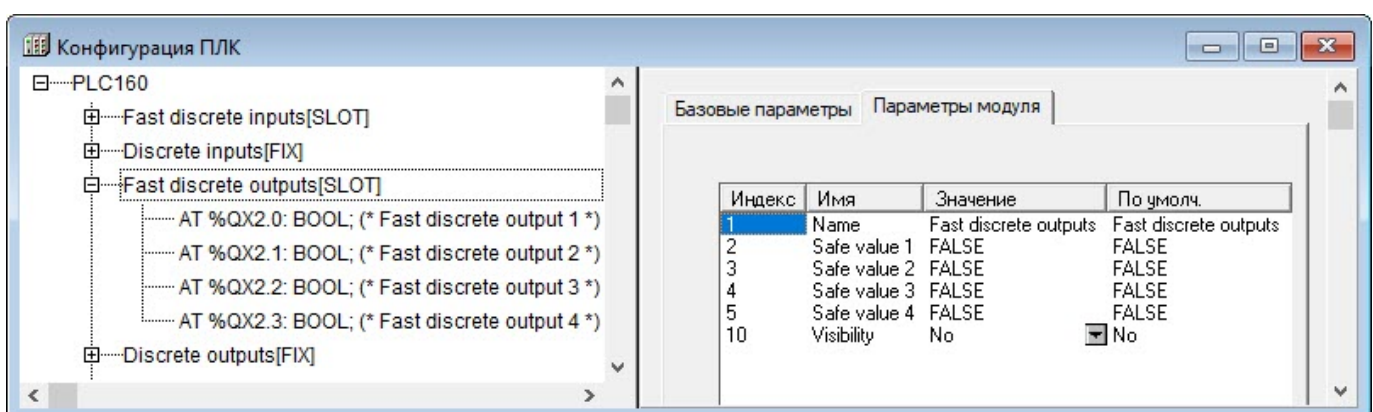 Конфигурация ПЛК
PLC160
Fast discrete inputs[SLOT]
Discrete inputs[FIX]
Fast discrete outputs[SLOT]
AT %QX2.0: BOOL; (* Fast discrete output 1 *)
AT %QX2.1: BOOL; (* Fast discrete output 2 *)
AT %QX2.2: BOOL; (* Fast discrete output 3 *)
AT %QX2.3: BOOL; (* Fast discrete output 4 *)
Discrete outputs[FIX]
Базовые параметры Параметры модуля
Индекс Имя Значение По умолч.
1 Name Fast discrete outputs Fast discrete outputs
2 Safe value 1 FALSE FALSE
3 Safe value 2 FALSE FALSE
4 Safe value 3 FALSE FALSE
5 Safe value 4 FALSE FALSE
10 Visibility No No